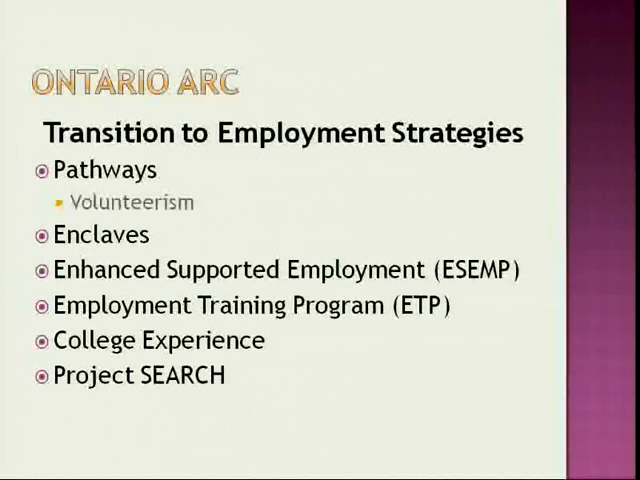 ONTARIO ARC
Transition to Employment Strategies
Pathways
Volunteerism
Enclaves
Enhanced Supported Employment (ESEMP)
Employment Training Program (ETP)
College Experience
Project SEARCH